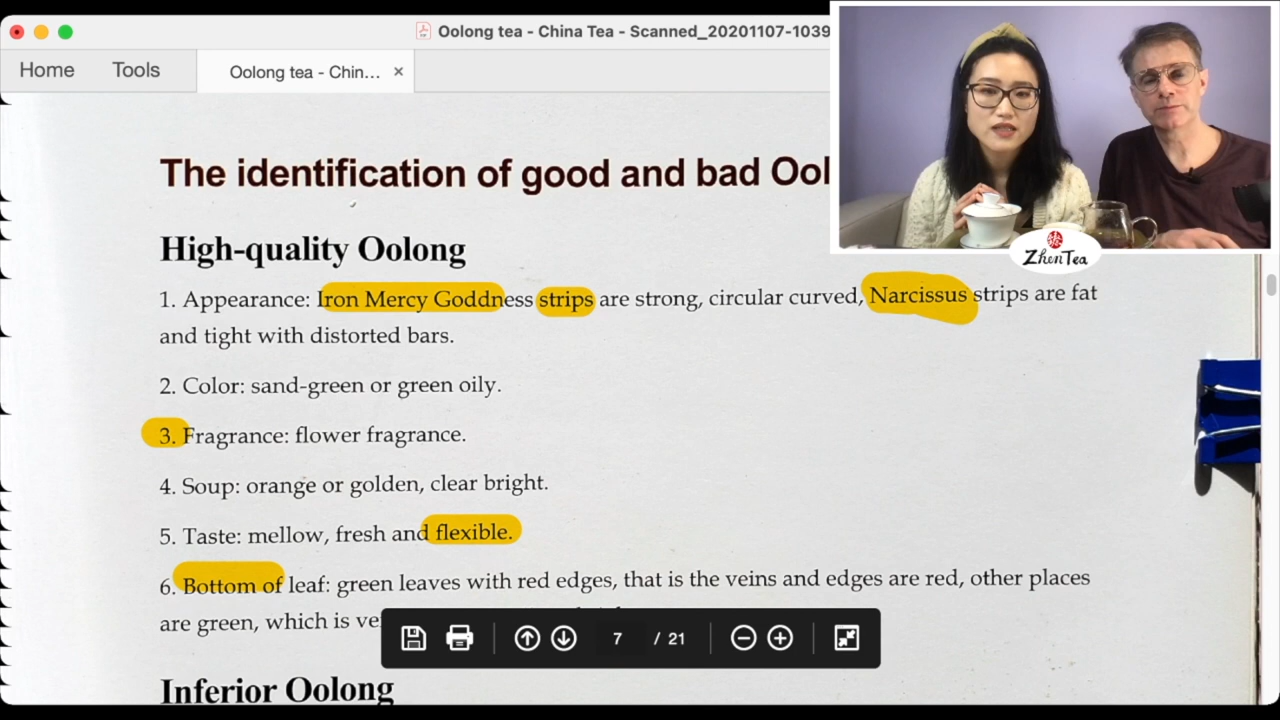 Oolong tea - China Tea - Scanned_20201107-1039
Home
Tools
Oolong tea - Chin...
The identification of good and bad Ool
High-quality Oolong
1. Appearance: Iron Mercy Goddness strips are strong, circular curved, Narcissus strips are fat
and tight with distorted bars.
2. Color: sand-green or green oily.
3. Fragrance: flower fragrance.
4. Soup: orange or golden, clear bright.
5. Taste: mellow, fresh and flexible.
6. Bottom of leaf: green leaves with red edges, that is the veins and edges are red, other places
are green, which is ve
7 / 21
Inferior Oolong
Zhen Tea